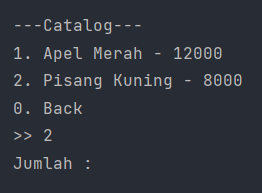 ---Catalog---
1. Apel Merah - 12000
2. Pisang Kuning - 8000
0. Back
>> 2
Jumlah :